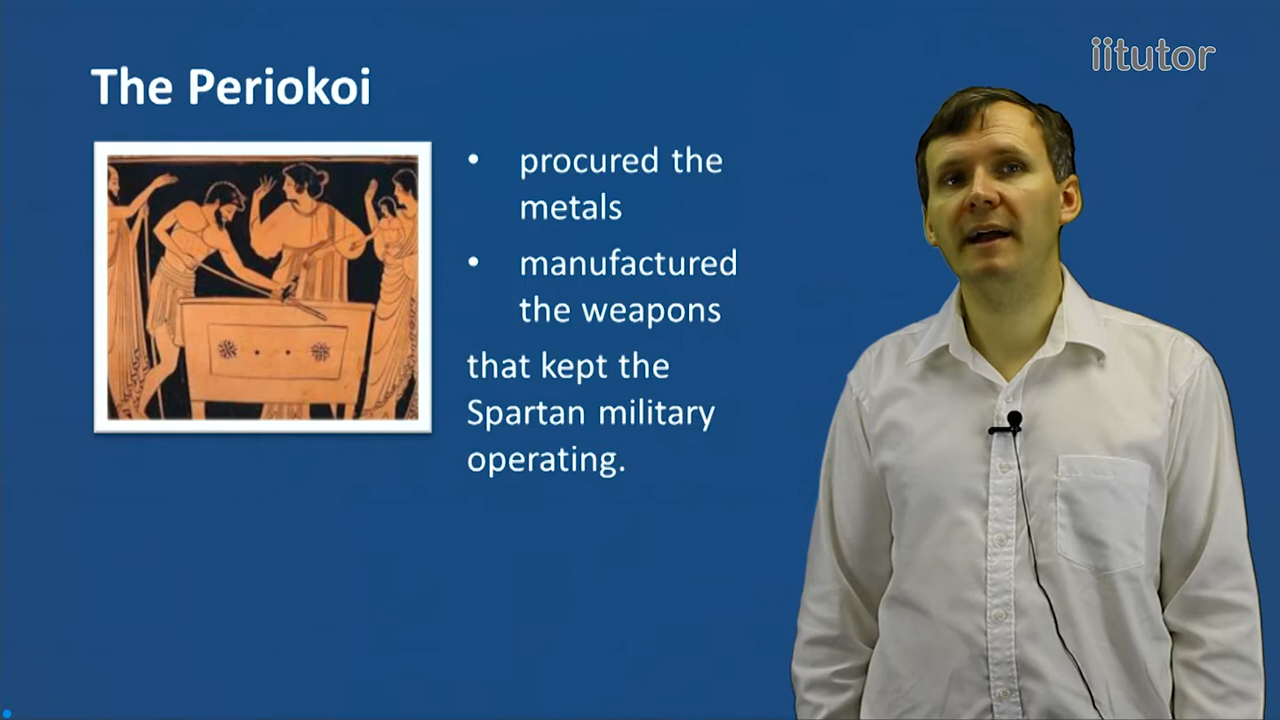 iitutor
The Periokoi
• procured the
metals
• manufactured
the weapons
that kept the
Spartan military
operating.